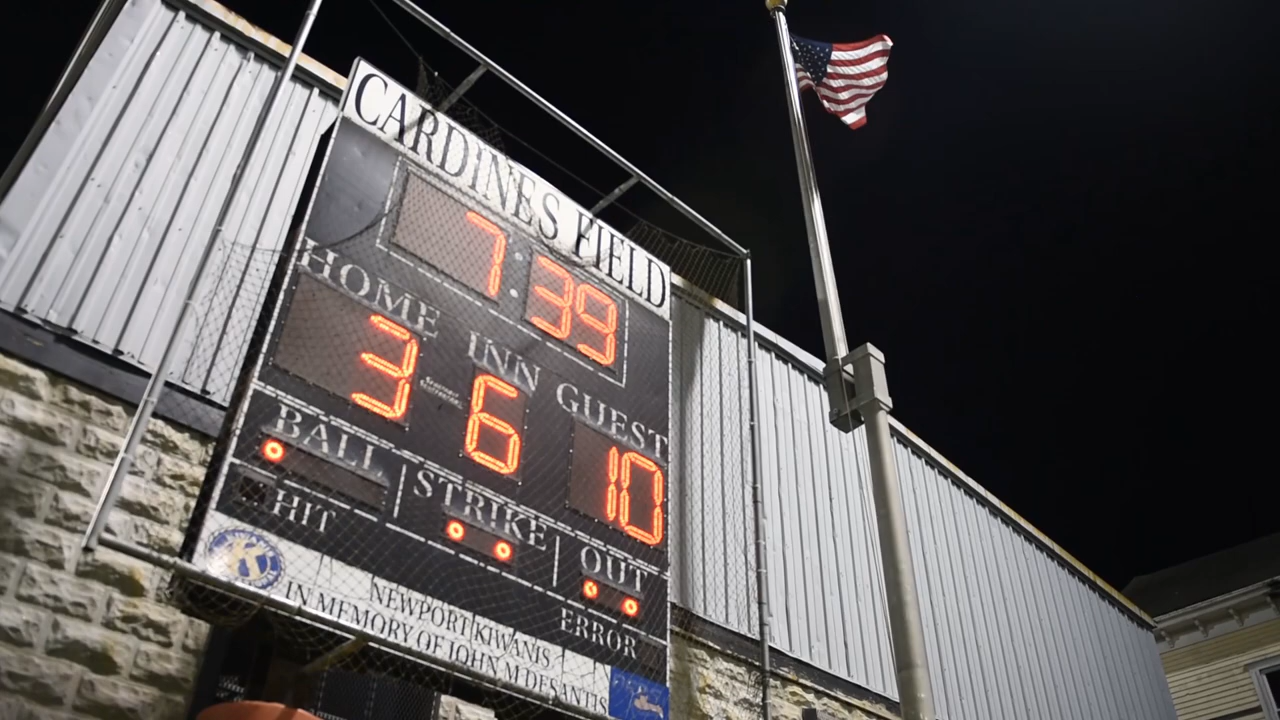 CARDINES FIELD
7:39
HOME INN GUEST
3 6 10
BALL STRIKE OUT
HIT ERROR
K
NEWPORT KIWANIS
IN MEMORY OF JOHN M DESANTIS